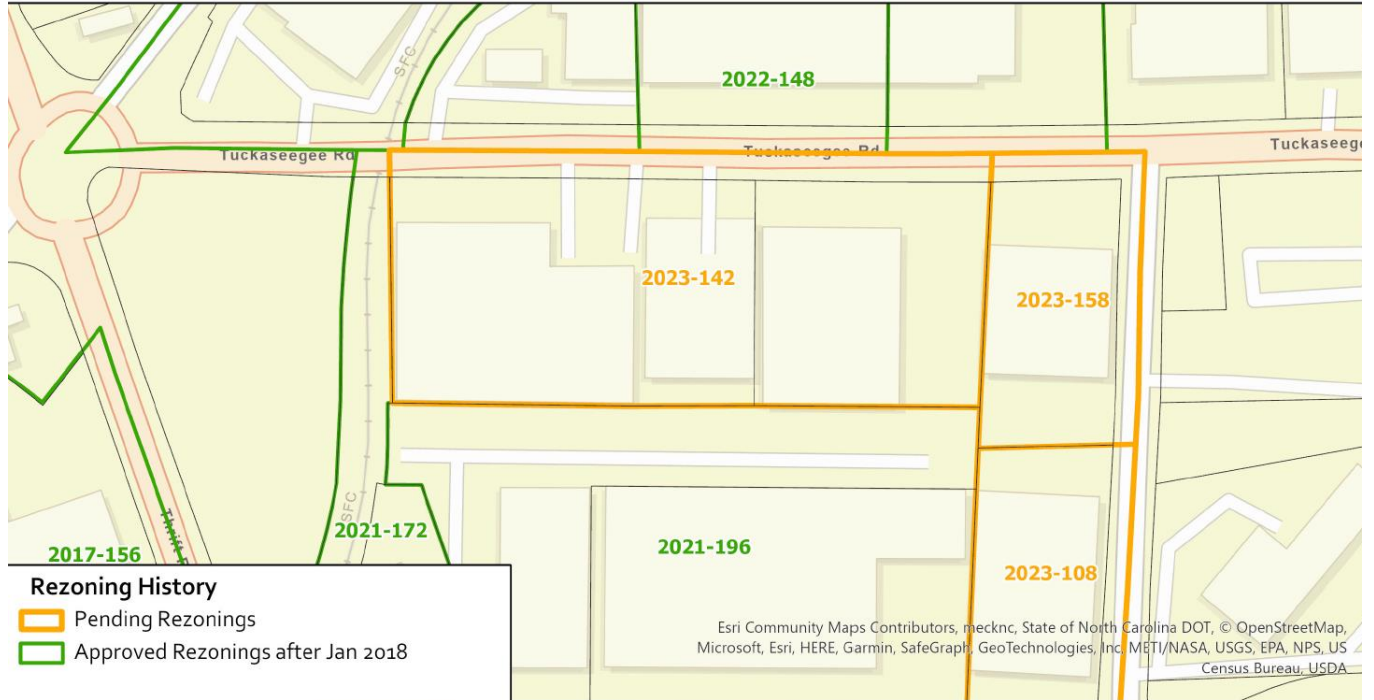 SFC
2022-148
Tuckaseegee Rd
Tuckaseegee Rd
Tuckaseege
2023-142
2023-158
SFC
2021-172
2021-196
2017-156
Thrift
2023-108
Rezoning History
Pending Rezonings
Approved Rezonings after Jan 2018
Esri Community Maps Contributors, mecknc, State of North Carolina DOT, © OpenStreetMap,
Microsoft, Esri, HERE, Garmin, SafeGraph, GeoTechnologies, Inc, METI/NASA, USGS, EPA, NPS, US
Census Bureau, USDA